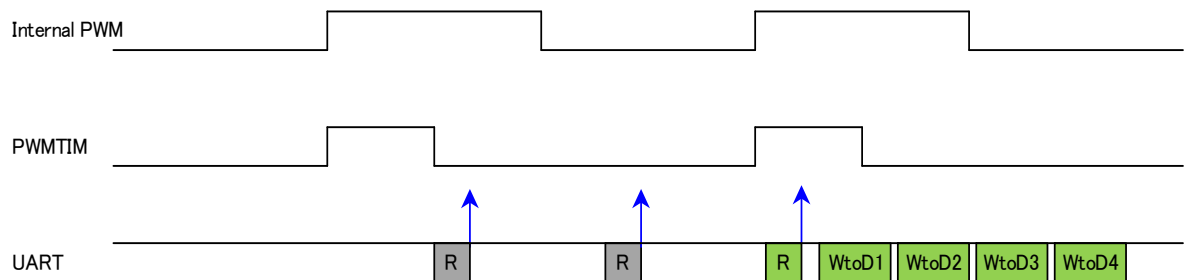 Internal PWM
PWMTIM
UART R R R WtoD1 WtoD2 WtoD3 WtoD4